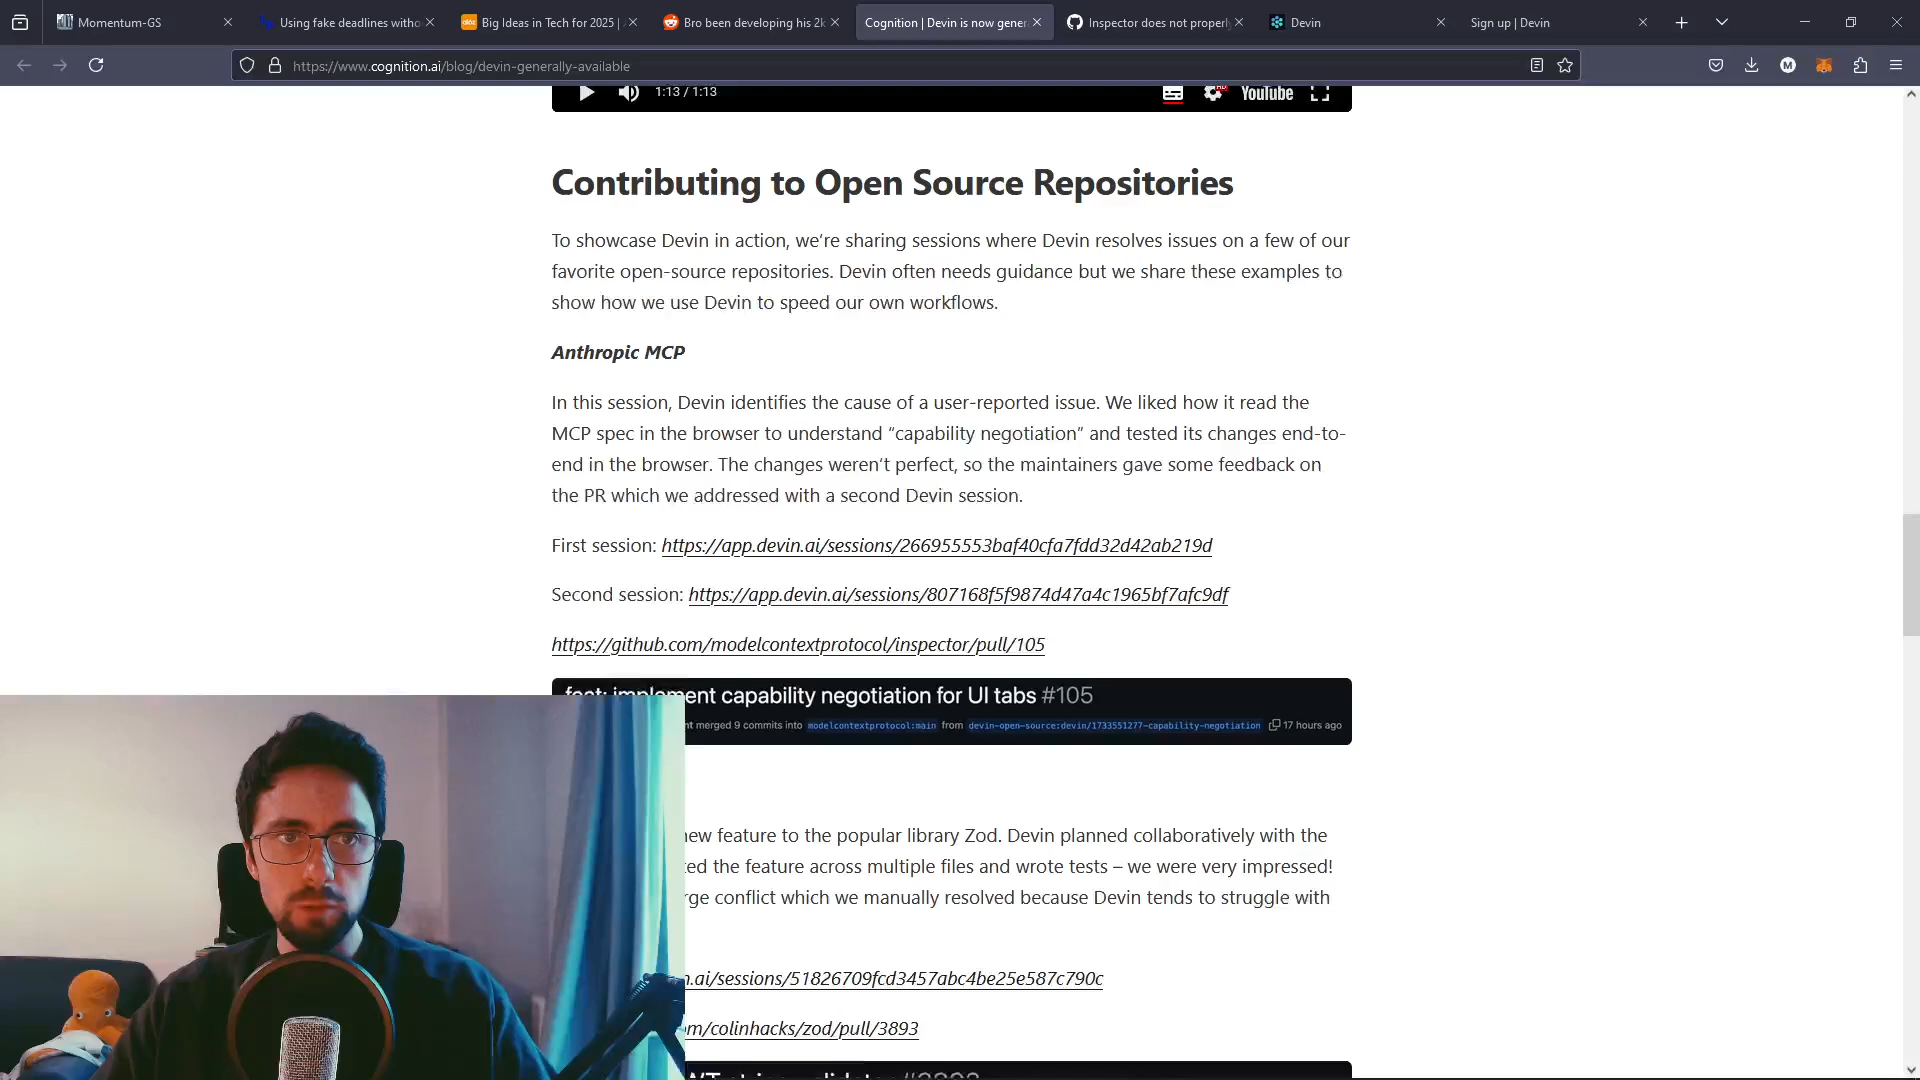 Momentum-GS
Using fake deadlines witho
a16z
Big Ideas in Tech for 2025 |
Bro been developing his 2k
Cognition | Devin is now gener
Inspector does not properly
Devin
Sign up | Devin
https://www.cognition.ai/blog/devin-generally-available
M
1:13 / 1:13
HD
YouTube
Contributing to Open Source Repositories
To showcase Devin in action, we're sharing sessions where Devin resolves issues on a few of our
favorite open-source repositories. Devin often needs guidance but we share these examples to
show how we use Devin to speed our own workflows.
Anthropic MCP
In this session, Devin identifies the cause of a user-reported issue. We liked how it read the
MCP spec in the browser to understand “capability negotiation” and tested its changes end-to-
end in the browser. The changes weren't perfect, so the maintainers gave some feedback on
the PR which we addressed with a second Devin session.
First session: https://app.devin.ai/sessions/266955553baf40cfa7fdd32d42ab219d
Second session: https://app.devin.ai/sessions/807168f5f9874d47a4c1965bf7afc9df
https://github.com/modelcontextprotocol/inspector/pull/105
feat: implement capability negotiation for UI tabs #105
nt merged 9 commits into modelcontextprotocol:main from devin-open-source:devin/1733551277-capability-negotiation 17 hours ago
new feature to the popular library Zod. Devin planned collaboratively with the
ted the feature across multiple files and wrote tests – we were very impressed!
rge conflict which we manually resolved because Devin tends to struggle with
n.ai/sessions/51826709fcd3457abc4be25e587c790c
m/colinhacks/zod/pull/3893